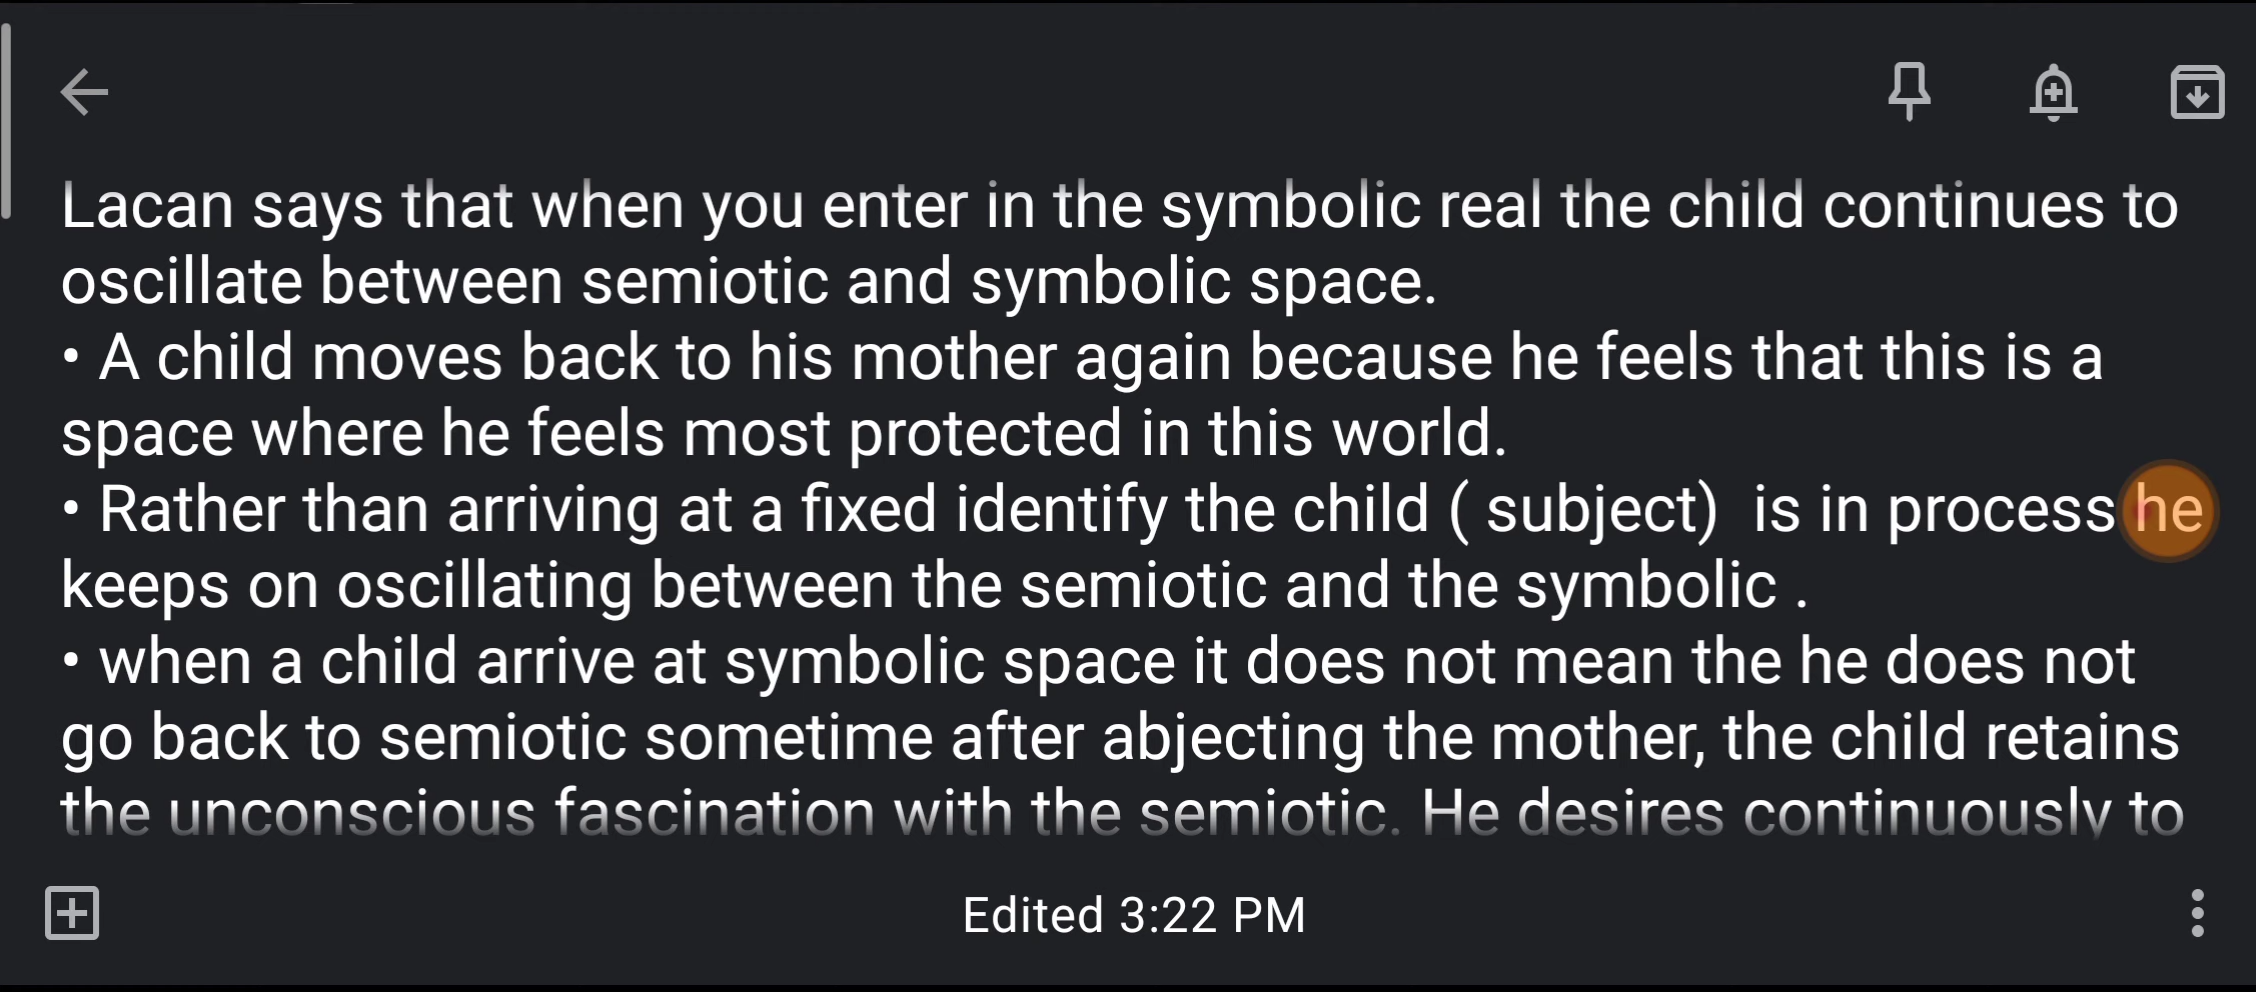 Lacan says that when you enter in the symbolic real the child continues to
oscillate between semiotic and symbolic space.
• A child moves back to his mother again because he feels that this is a
space where he feels most protected in this world.
• Rather than arriving at a fixed identify the child ( subject)  is in process he
keeps on oscillating between the semiotic and the symbolic .
• when a child arrive at symbolic space it does not mean the he does not
go back to semiotic sometime after abjecting the mother, the child retains
the unconscious fascination with the semiotic. He desires continuously to
Edited 3:22 PM